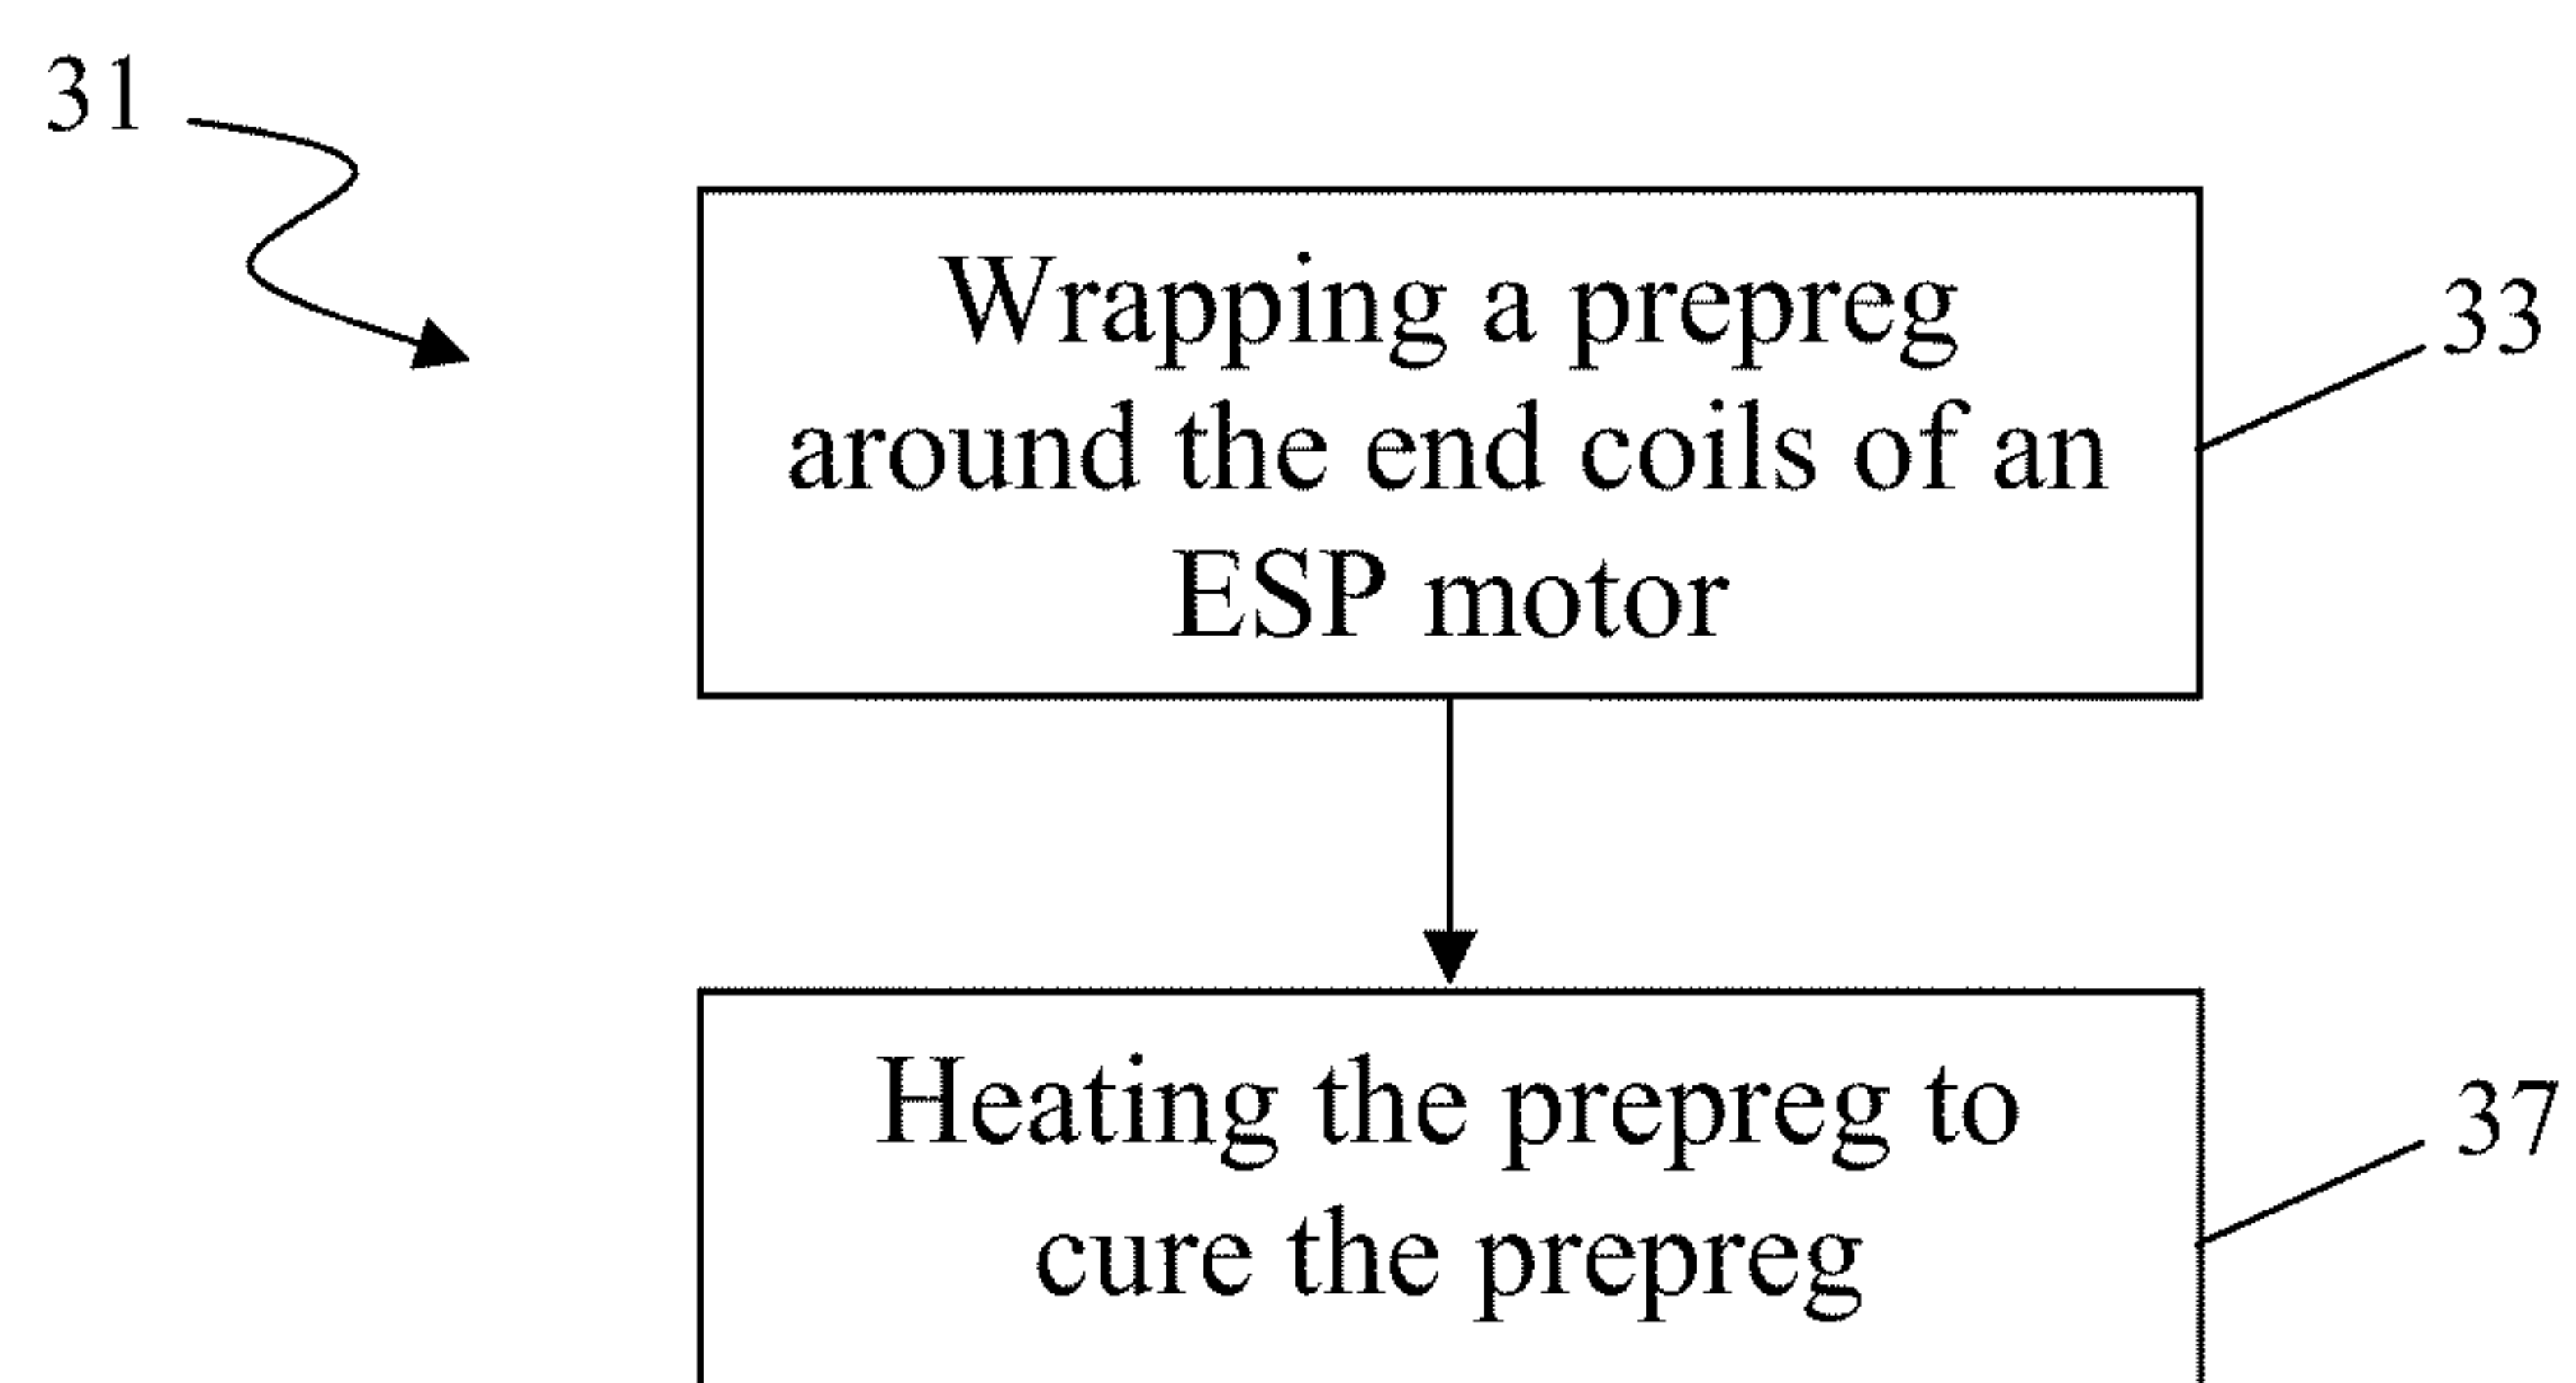 31
Wrapping a prepreg
around the end coils of an
ESP motor
33
Heating the prepreg to
cure the prepreg
37